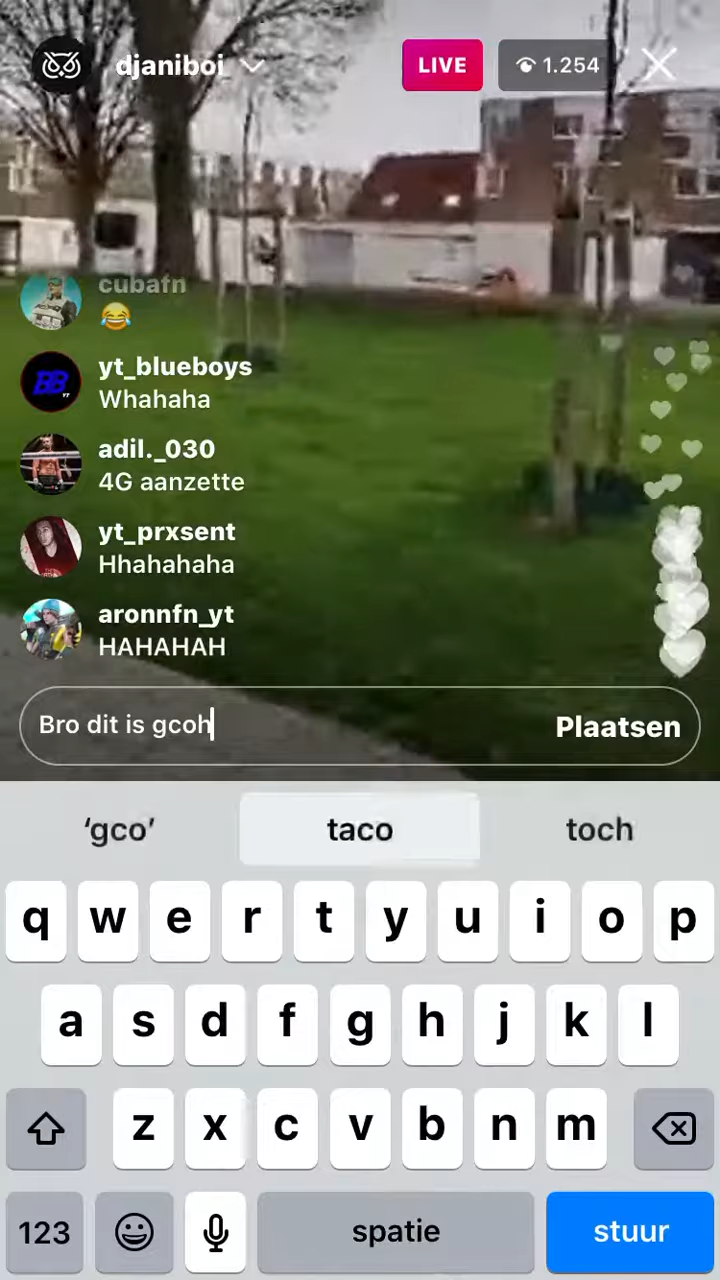 djaniboi
LIVE
1.254
cubafn
😂
yt_blueboys
Whahaha
adil._030
4G aanzette
yt_prxsent
Hhahahaha
aronnfn_yt
HAHAHAH
Bro dit is gcoh
Plaatsen
‘gco’ taco toch
q w e r t y u i o p
a s d f g h j k l
z x c v b n m
123 spatie stuur